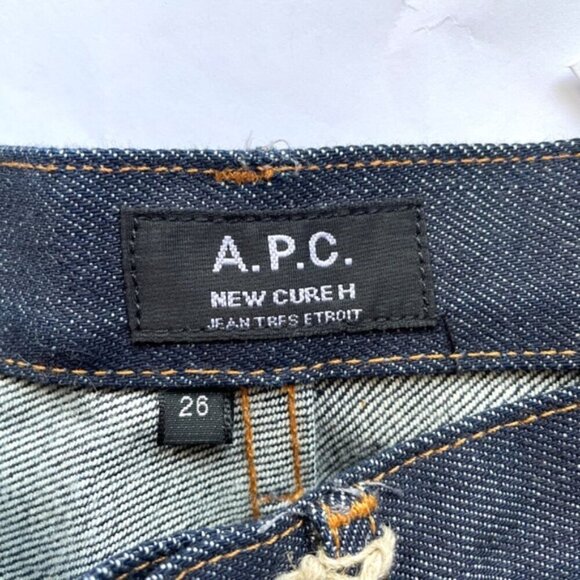 A.P.C.
NEW CURE H
JEAN TRES ETROIT
26